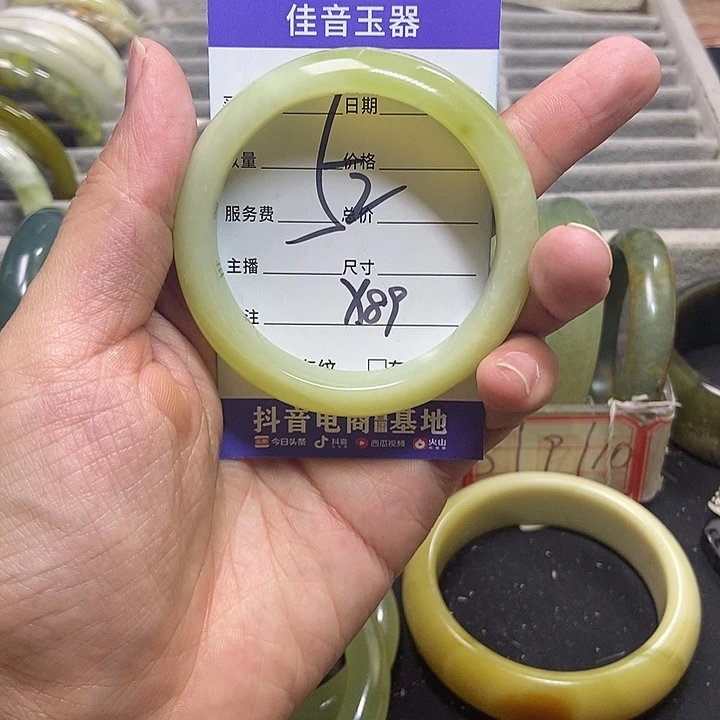 佳音玉器
日期
量 价格
服务费 总价
主播 尺寸
注 X89
抖音电商 基地
今日头条 抖音 西瓜视频 火山